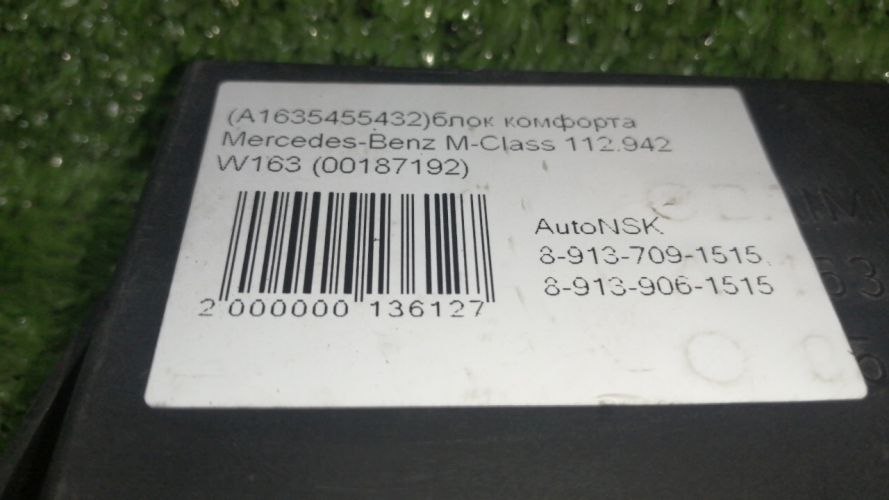 (A1635455432)блок комфорта
Mercedes-Benz M-Class 112.942
W163 (00187192)
AutoNSK
8-913-709-1515
8-913-906-1515
2 000000 136127